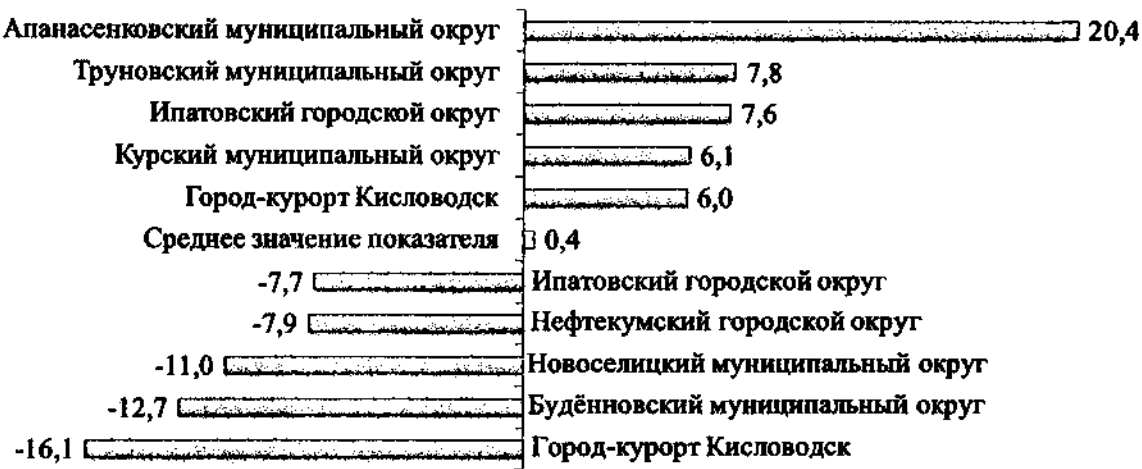 Апанасенковский муниципальный округ 20,4
Труновский муниципальный округ 7,8
Ипатовский городской округ 7,6
Курский муниципальный округ 6,1
Город-курорт Кисловодск 6,0
Среднее значение показателя 0,4
-7,7 Ипатовский городской округ
-7,9 Нефтекумский городской округ
-11,0 Новоселицкий муниципальный округ
-12,7 Будённовский муниципальный округ
-16,1 Город-курорт Кисловодск